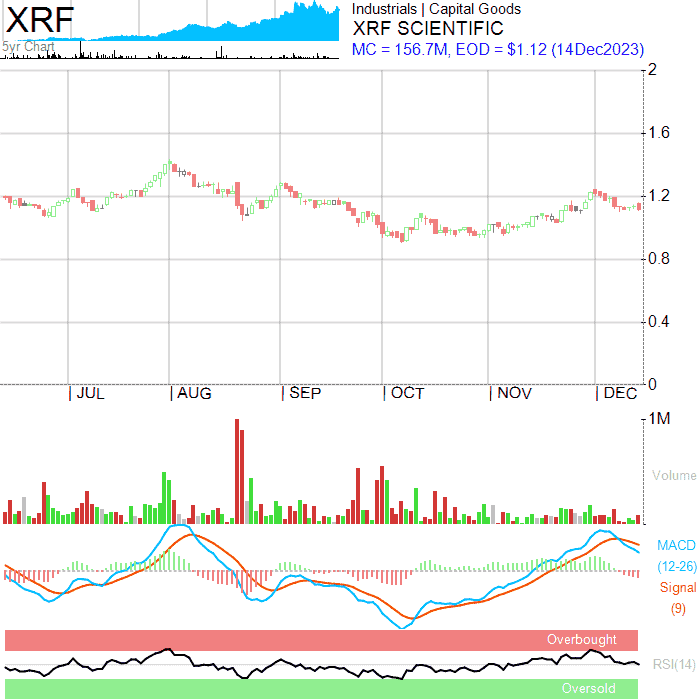 XRF
5yr Chart
Industrials | Capital Goods
XRF SCIENTIFIC
MC = 156.7M, EOD = $1.12 (14Dec2023)
2
1.6
1.2
0.8
0.4
0
JUL AUG SEP OCT NOV DEC
1M
Volume
MACD
(12-26)
Signal
(9)
Overbought
RSI(14)
Oversold